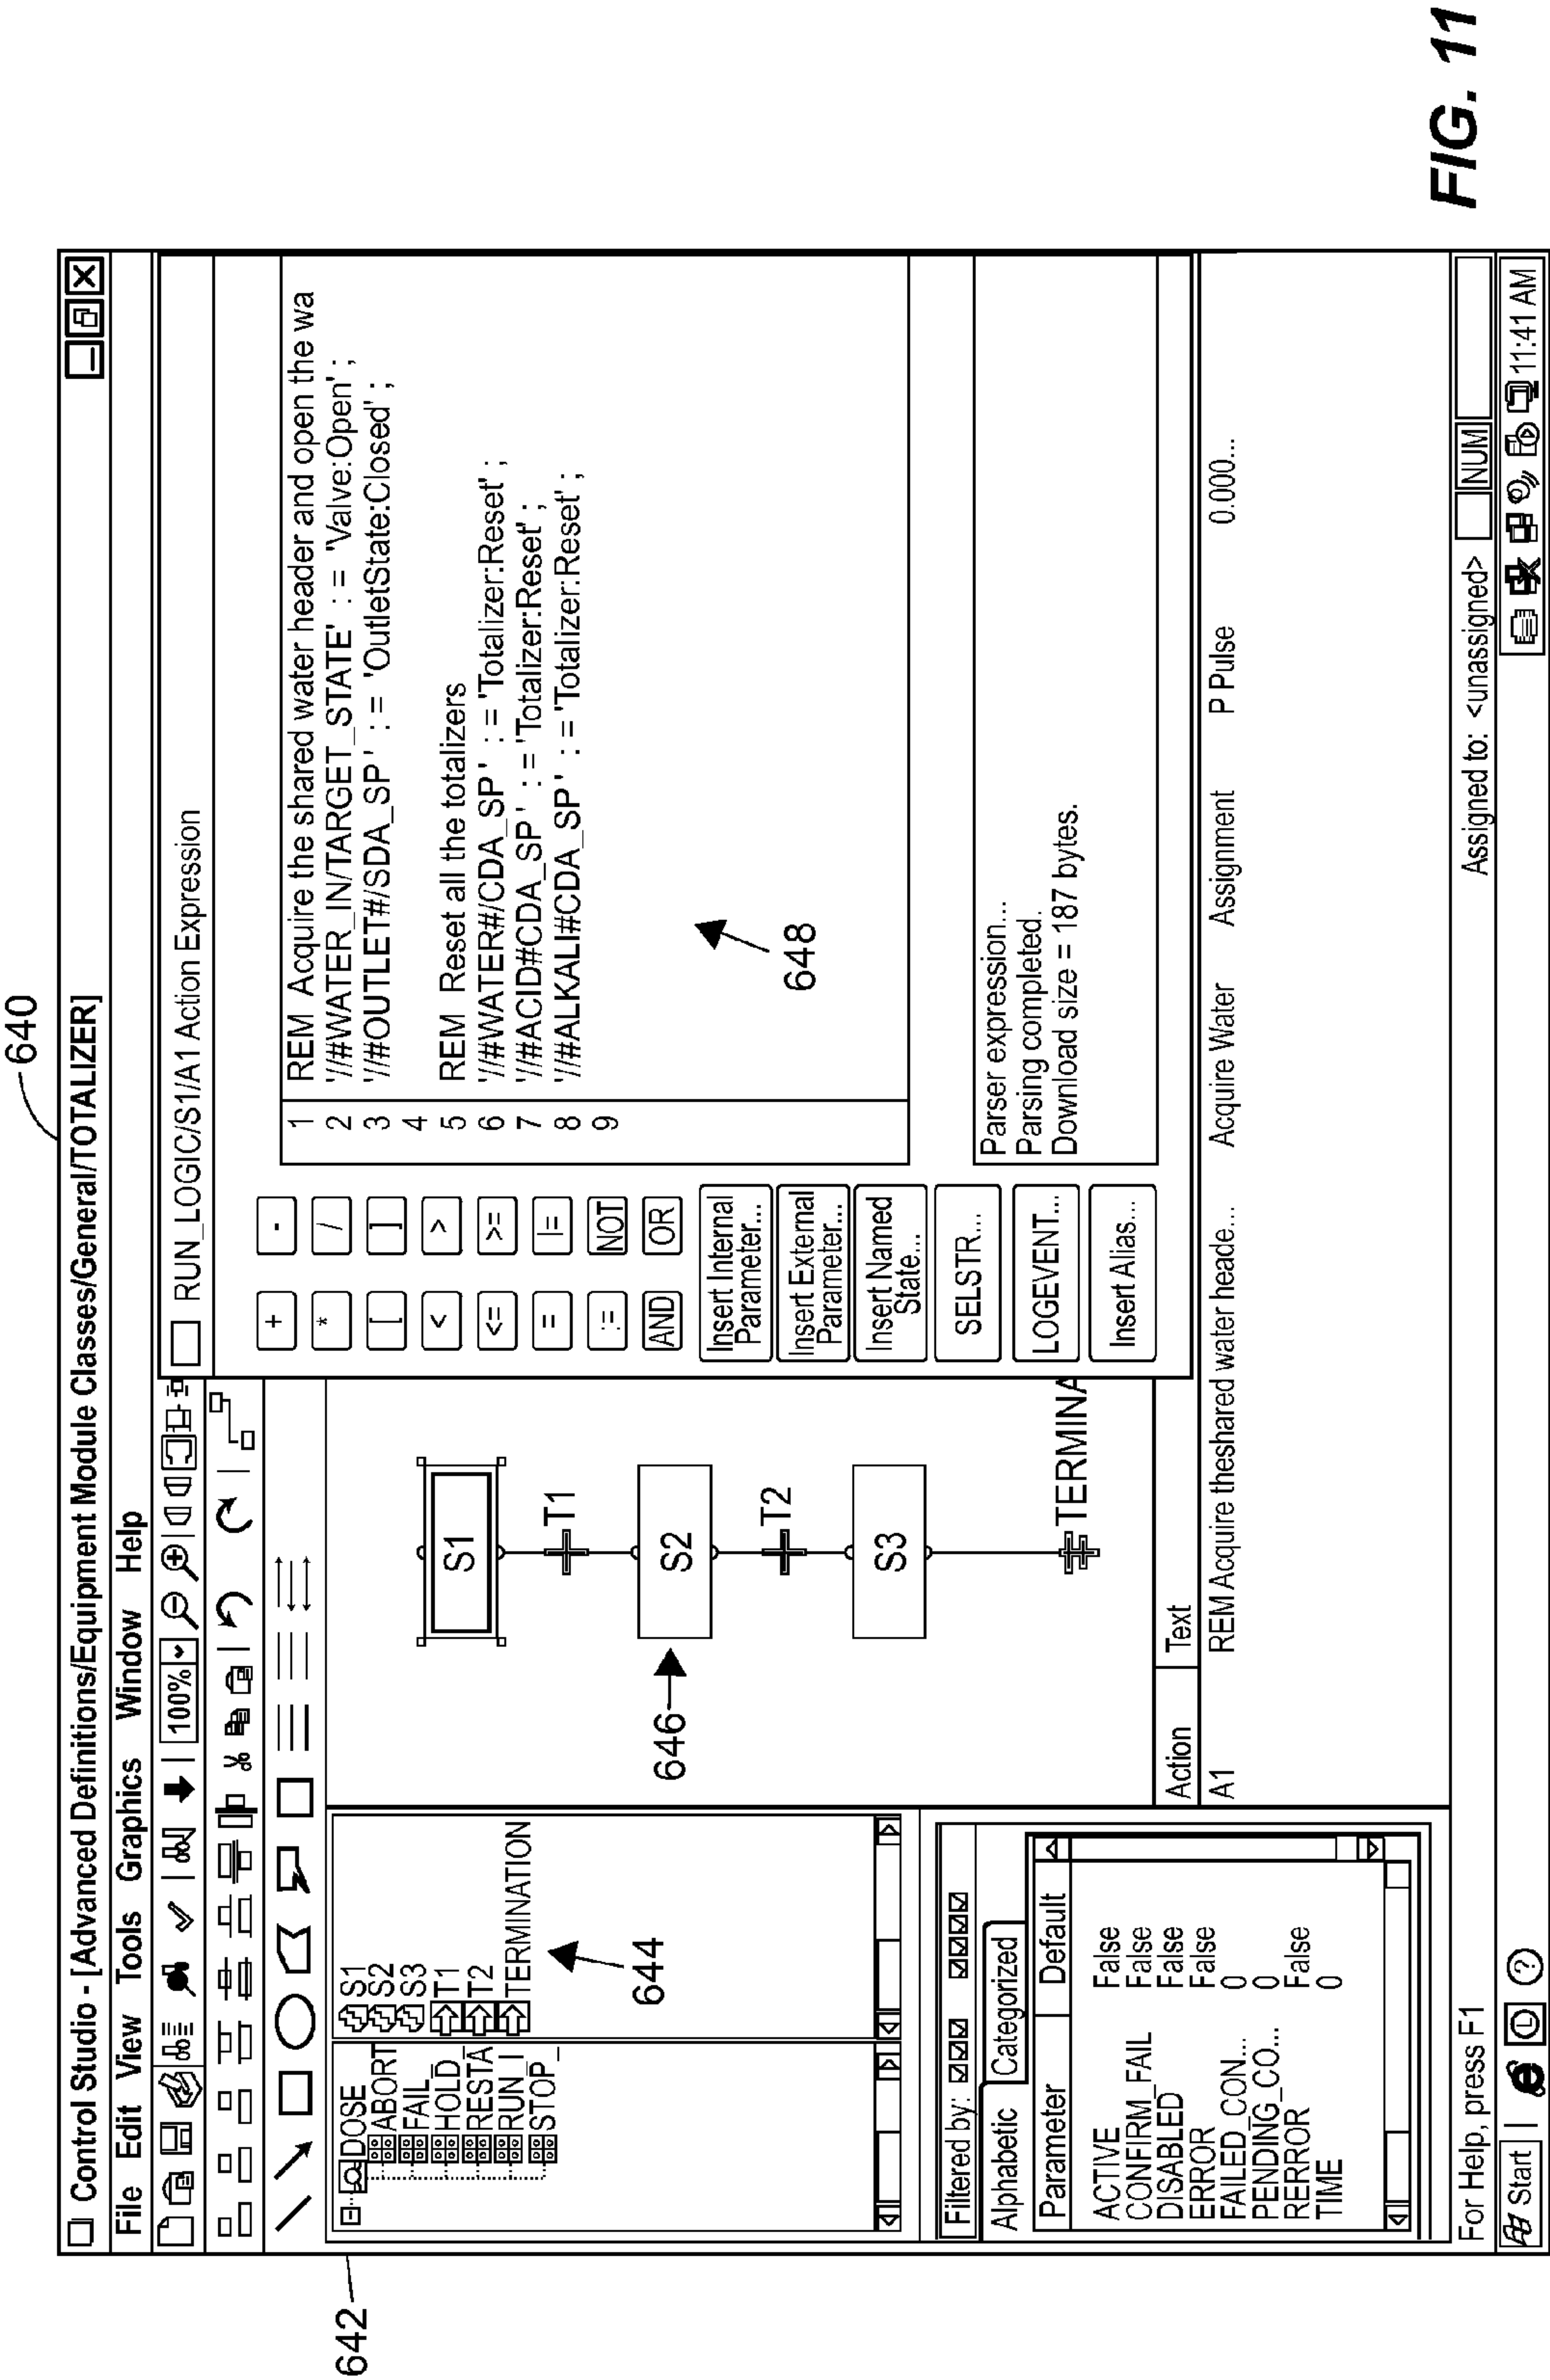 640
Control Studio - [Advanced Definitions/Equipment Module Classes/General/TOTALIZER]
File Edit View Tools Graphics Window Help
100%
642
DOSE
ABORT
FAIL_
HOLD_
RESTA
RUN_I
STOP_
S1
S2
S3
T1
T2
TERMINATION
644
Filtered by:
Alphabetic Categorized
Parameter Default
ACTIVE False
CONFIRM_FAIL False
DISABLED False
ERROR False
FAILED_CON... 0
PENDING_CO... 0
RERROR False
TIME 0
S1
T1
S2
T2
S3
TERMINA
646
RUN_LOGIC/S1/A1 Action Expression
+ -
* /
[ ]
< >
<= >=
= !=
:= NOT
AND OR
Insert Internal
Parameter...
Insert External
Parameter...
Insert Named
State...
SELSTR...
LOGEVENT...
Insert Alias...
1 REM Acquire the shared water header and open the wa
2 '//#WATER_IN/TARGET_STATE' : = 'Valve:Open' ;
3 '//#OUTLET#/SDA_SP ' : = 'OutletState:Closed' ;
4
5 REM Reset all the totalizers
6 '//#WATER#/CDA_SP ' : = 'Totalizer:Reset' ;
7 '//#ACID#CDA_SP ' : = 'Totalizer:Reset' ;
8 '//#ALKALI#CDA_SP ' : = 'Totalizer:Reset' ;
9
648
Parser expression...
Parsing completed.
Download size = 187 bytes.
Action Text
A1 REM Acquire theshared water heade... Acquire Water Assignment P Pulse 0.000...
For Help, press F1 Assigned to: <unassigned> NUM
Start 11:41 AM
FIG. 11